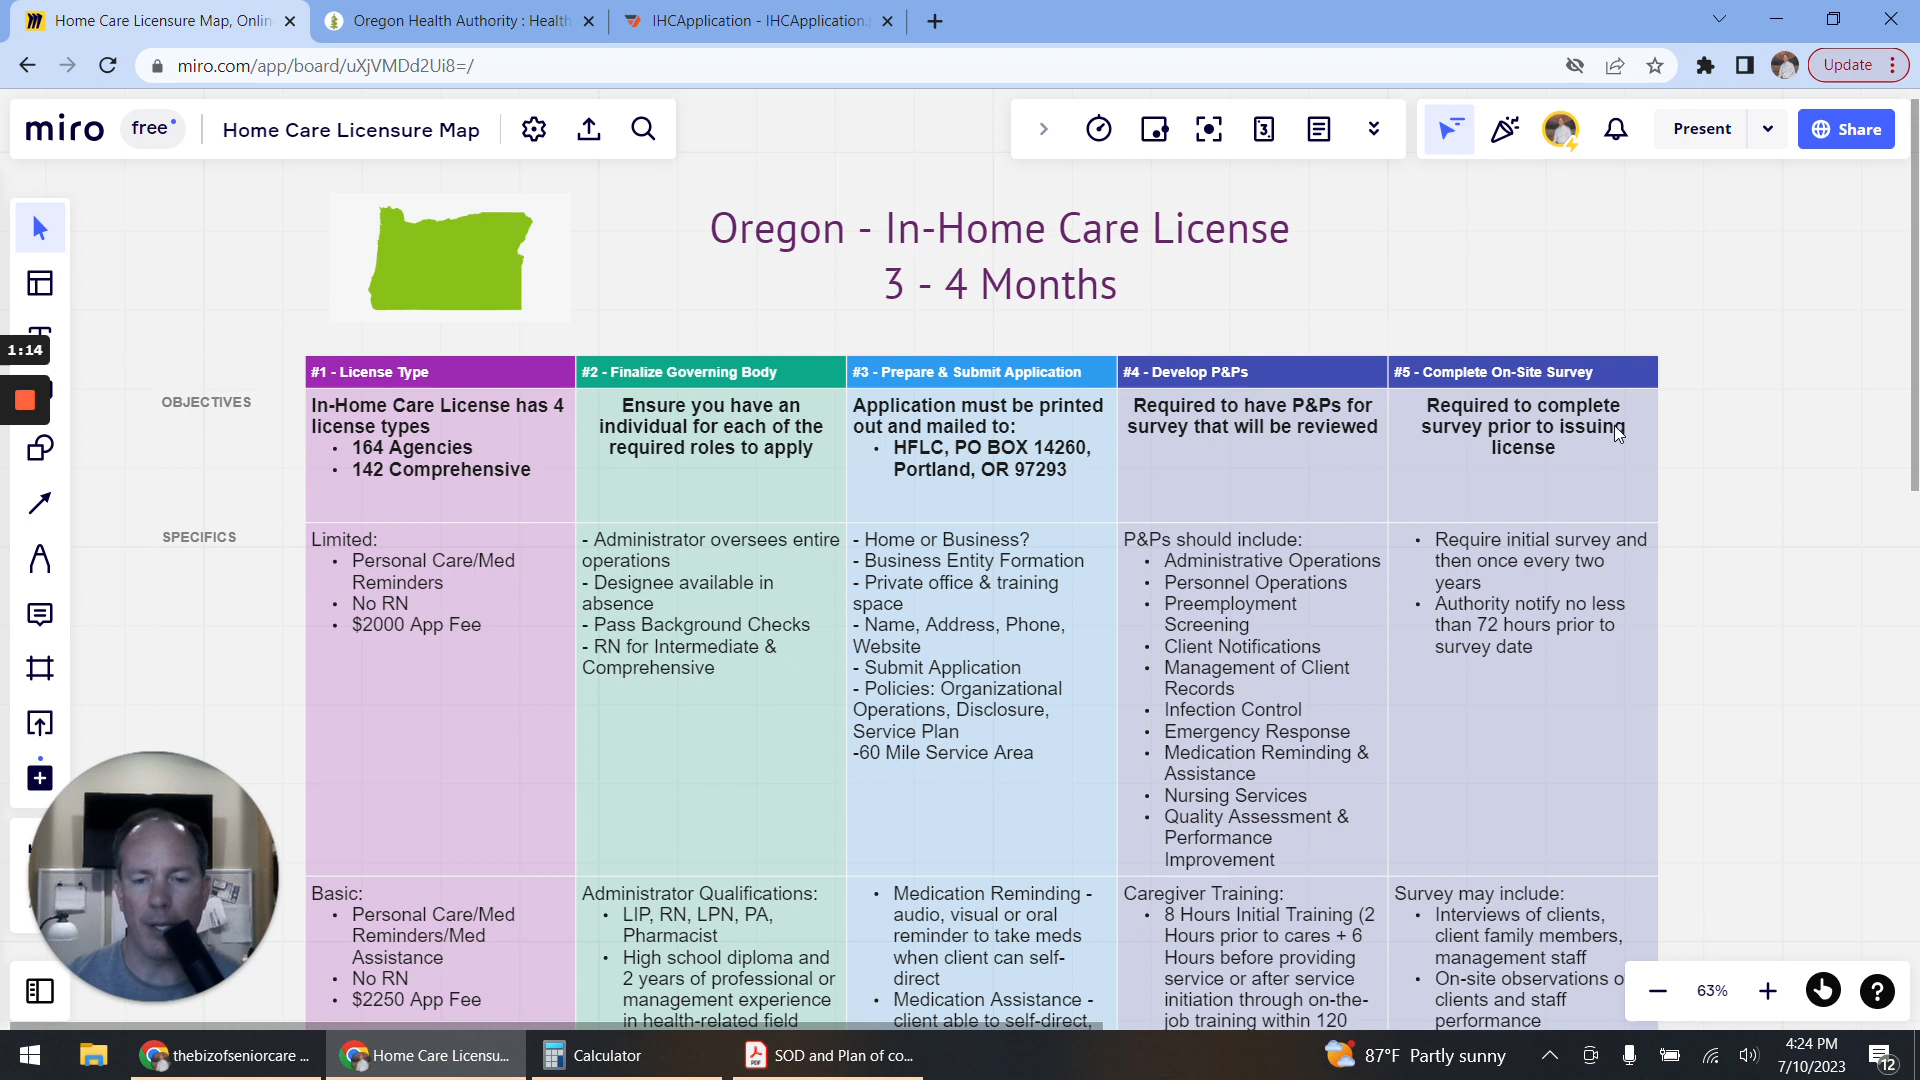 Home Care Licensure Map, Onlin
Oregon Health Authority : Health
IHCApplication - IHCApplication.
miro.com/app/board/uXjVMDd2Ui8=/
Update
miro
free
Home Care Licensure Map
Present
Share
Oregon - In-Home Care License
3 - 4 Months
1:14
OBJECTIVES
SPECIFICS
#1 - License Type
In-Home Care License has 4
license types
• 164 Agencies
• 142 Comprehensive
Limited:
• Personal Care/Med
Reminders
• No RN
• $2000 App Fee
Basic:
• Personal Care/Med
Reminders/Med
Assistance
• No RN
• $2250 App Fee
#2 - Finalize Governing Body
Ensure you have an
individual for each of the
required roles to apply
- Administrator oversees entire
operations
- Designee available in
absence
- Pass Background Checks
- RN for Intermediate &
Comprehensive
Administrator Qualifications:
• LIP, RN, LPN, PA,
Pharmacist
• High school diploma and
2 years of professional or
management experience
in health-related field
#3 - Prepare & Submit Application
Application must be printed
out and mailed to:
• HFLC, PO BOX 14260,
Portland, OR 97293
- Home or Business?
- Business Entity Formation
- Private office & training
space
- Name, Address, Phone,
Website
- Submit Application
- Policies: Organizational
Operations, Disclosure,
Service Plan
-60 Mile Service Area
• Medication Reminding -
audio, visual or oral
reminder to take meds
when client can self-
direct
• Medication Assistance -
client able to self-direct,
#4 - Develop P&Ps
Required to have P&Ps for
survey that will be reviewed
P&Ps should include:
• Administrative Operations
• Personnel Operations
• Preemployment
Screening
• Client Notifications
• Management of Client
Records
• Infection Control
• Emergency Response
• Medication Reminding &
Assistance
• Nursing Services
• Quality Assessment &
Performance
Improvement
Caregiver Training:
• 8 Hours Initial Training (2
Hours prior to cares + 6
Hours before providing
service or after service
initiation through on-the-
job training within 120
#5 - Complete On-Site Survey
Required to complete
survey prior to issuing
license
• Require initial survey and
then once every two
years
• Authority notify no less
than 72 hours prior to
survey date
Survey may include:
• Interviews of clients,
client family members,
management staff
• On-site observations o
clients and staff
performance
63%
thebizofseniorcare ...
Home Care Licensu...
Calculator
SOD and Plan of co...
87°F Partly sunny
4:24 PM
7/10/2023
12